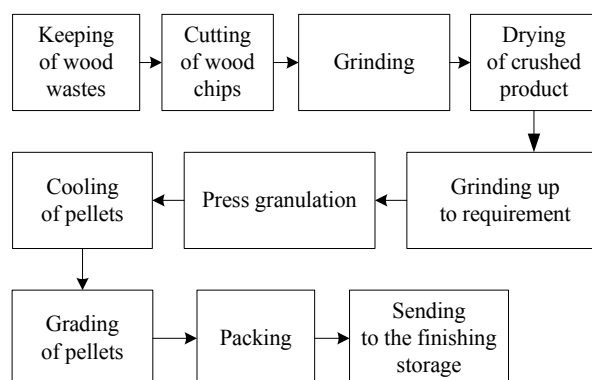 Keeping
of wood
wastes
Cutting
of wood
chips
Grinding
Drying
of crushed
product
Grinding up
to requirement
Press granulation
Cooling
of pellets
Grading
of pellets
Packing
Sending
to the finishing
storage